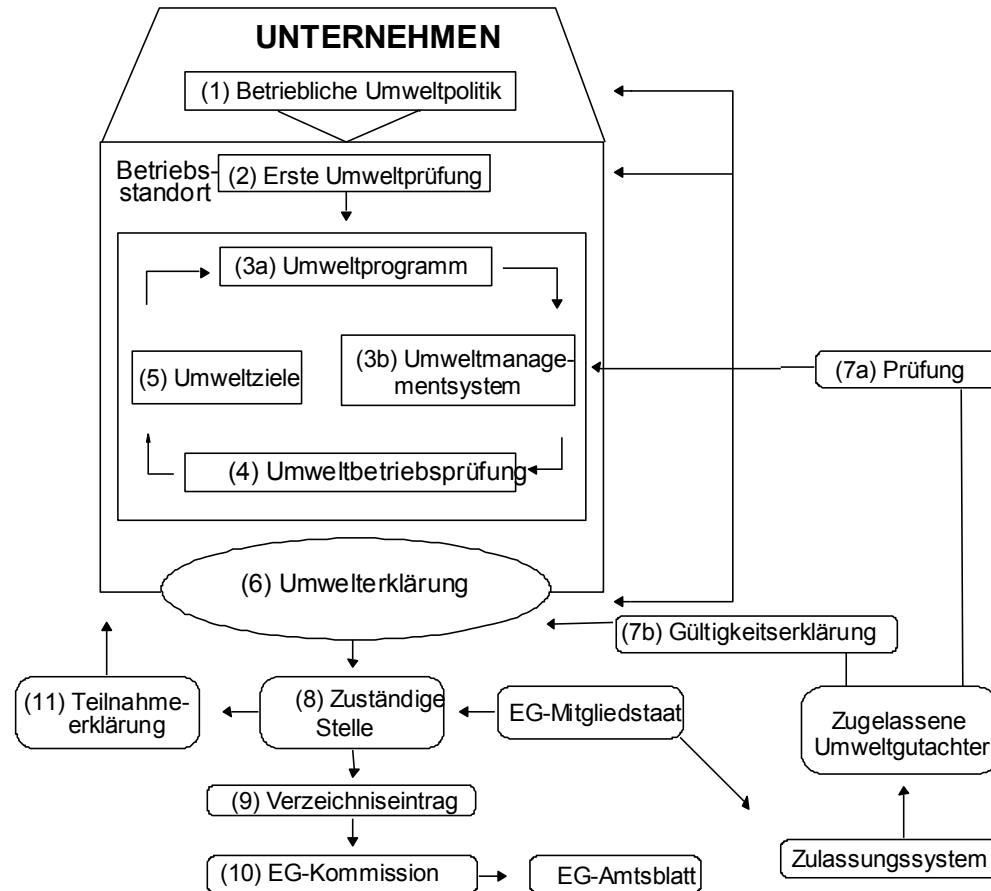 UNTERNEHMEN
(1) Betriebliche Umweltpolitik
Betriebs-
standort
(2) Erste Umweltprüfung
(3a) Umweltprogramm
(5) Umweltziele
(3b) Umweltmanage-
mentsystem
(7a) Prüfung
(4) Umweltbetriebsprüfung
(6) Umwelterklärung
(7b) Gültigkeitserklärung
(11) Teilnahme-
erklärung
(8) Zuständige
Stelle
EG-Mitgliedstaat
Zugelassene
Umweltgutachter
(9) Verzeichniseintrag
(10) EG-Kommission
EG-Amtsblatt
Zulassungssystem